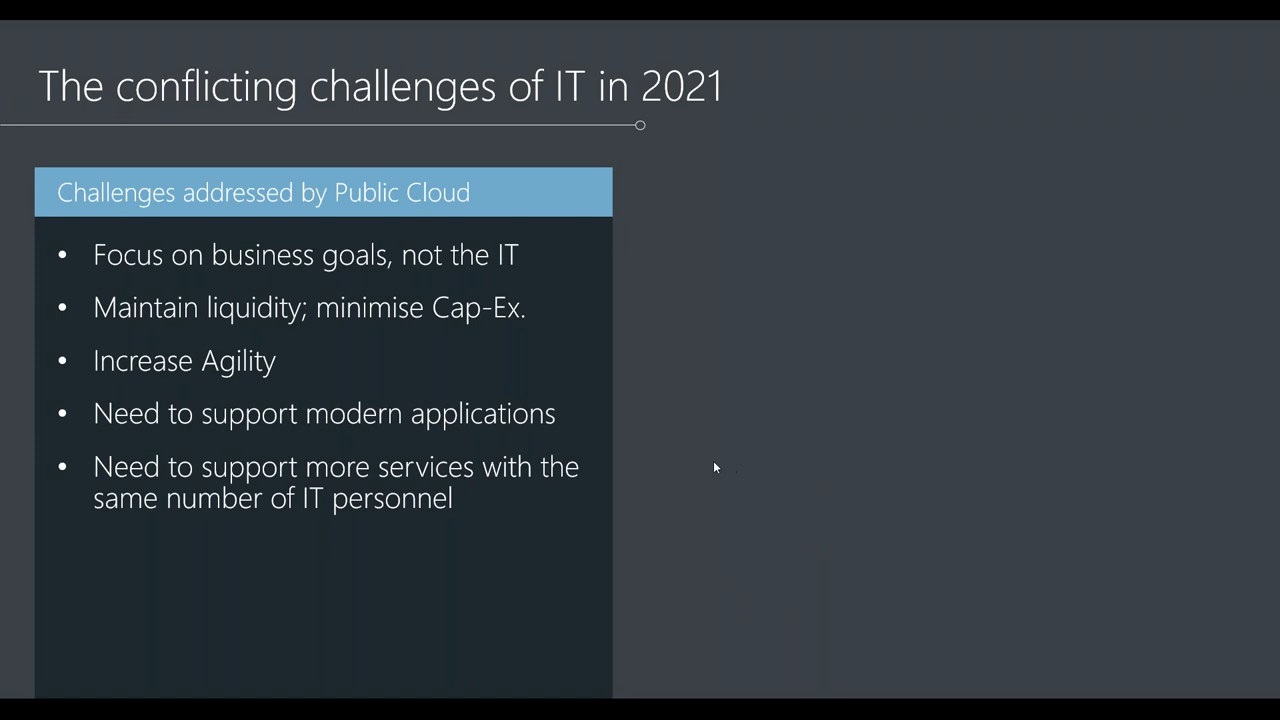 The conflicting challenges of IT in 2021
Challenges addressed by Public Cloud
• Focus on business goals, not the IT
• Maintain liquidity; minimise Cap-Ex.
• Increase Agility
• Need to support modern applications
• Need to support more services with the
same number of IT personnel